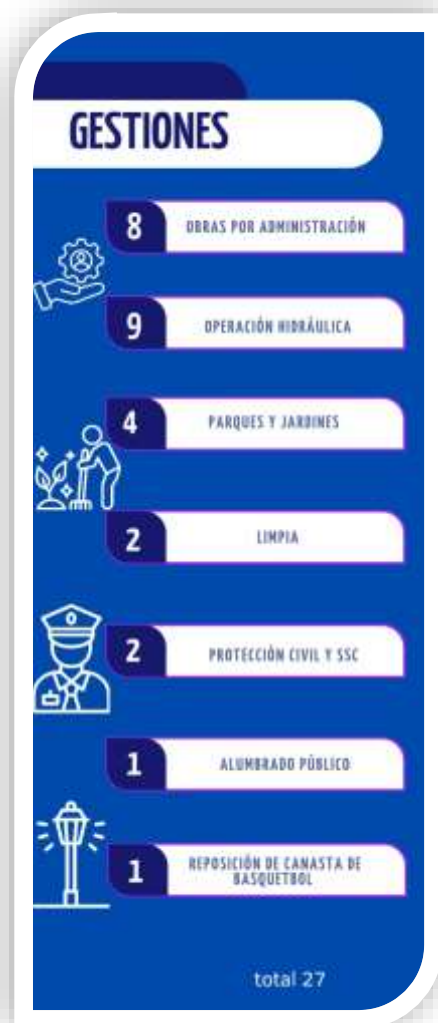 GESTIONES
8 OBRAS POR ADMINISTRACIÓN
9 OPERACIÓN HIDRÁULICA
4 PARQUES Y JARDINES
2 LIMPIA
2 PROTECCIÓN CIVIL Y SSC
1 ALUMBRADO PÚBLICO
1 REPOSICIÓN DE CANASTA DE
BASQUETBOL
total 27